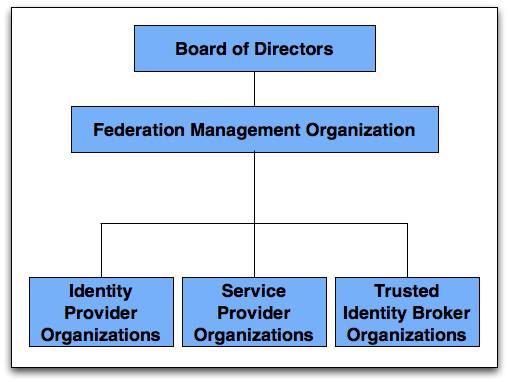 Board of Directors
Federation Management Organization
Identity
Provider
Organizations
Service
Provider
Organizations
Trusted
Identity Broker
Organizations